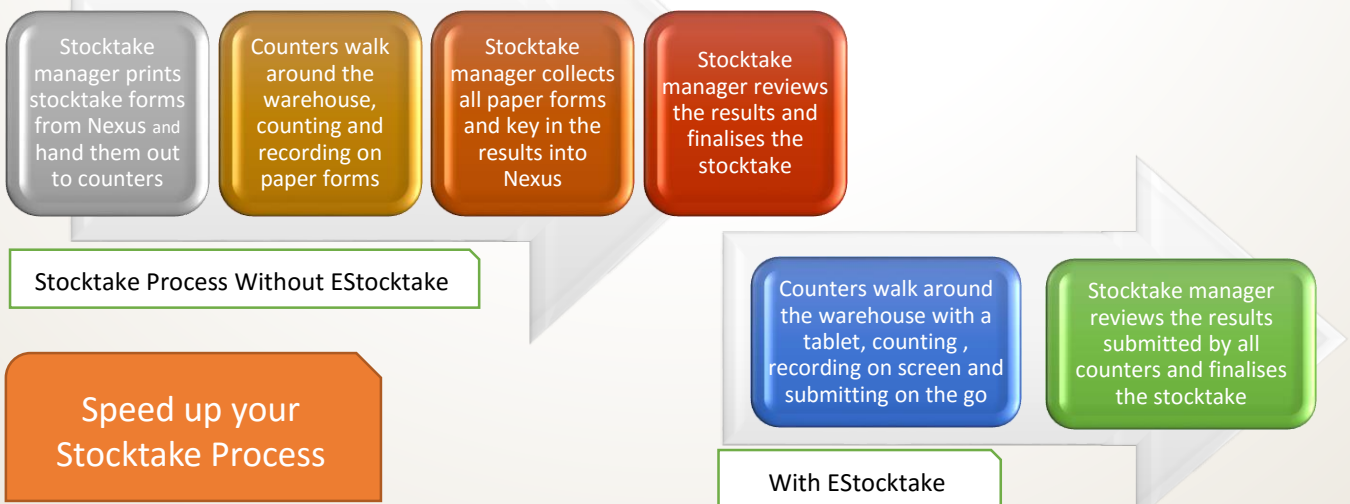 Stocktake
manager prints
stocktake forms
from Nexus and
hand them out
to counters
Counters walk
around the
warehouse,
counting and
recording on
paper forms
Stocktake
manager collects
all paper forms
and key in the
results into
Nexus
Stocktake
manager reviews
the results and
finalises the
stocktake
Stocktake Process Without EStocktake
Counters walk around
the warehouse with a
tablet, counting ,
recording on screen and
submitting on the go
Stocktake manager
reviews the results
submitted by all
counters and finalises
the stocktake
Speed up your
Stocktake Process
With EStocktake